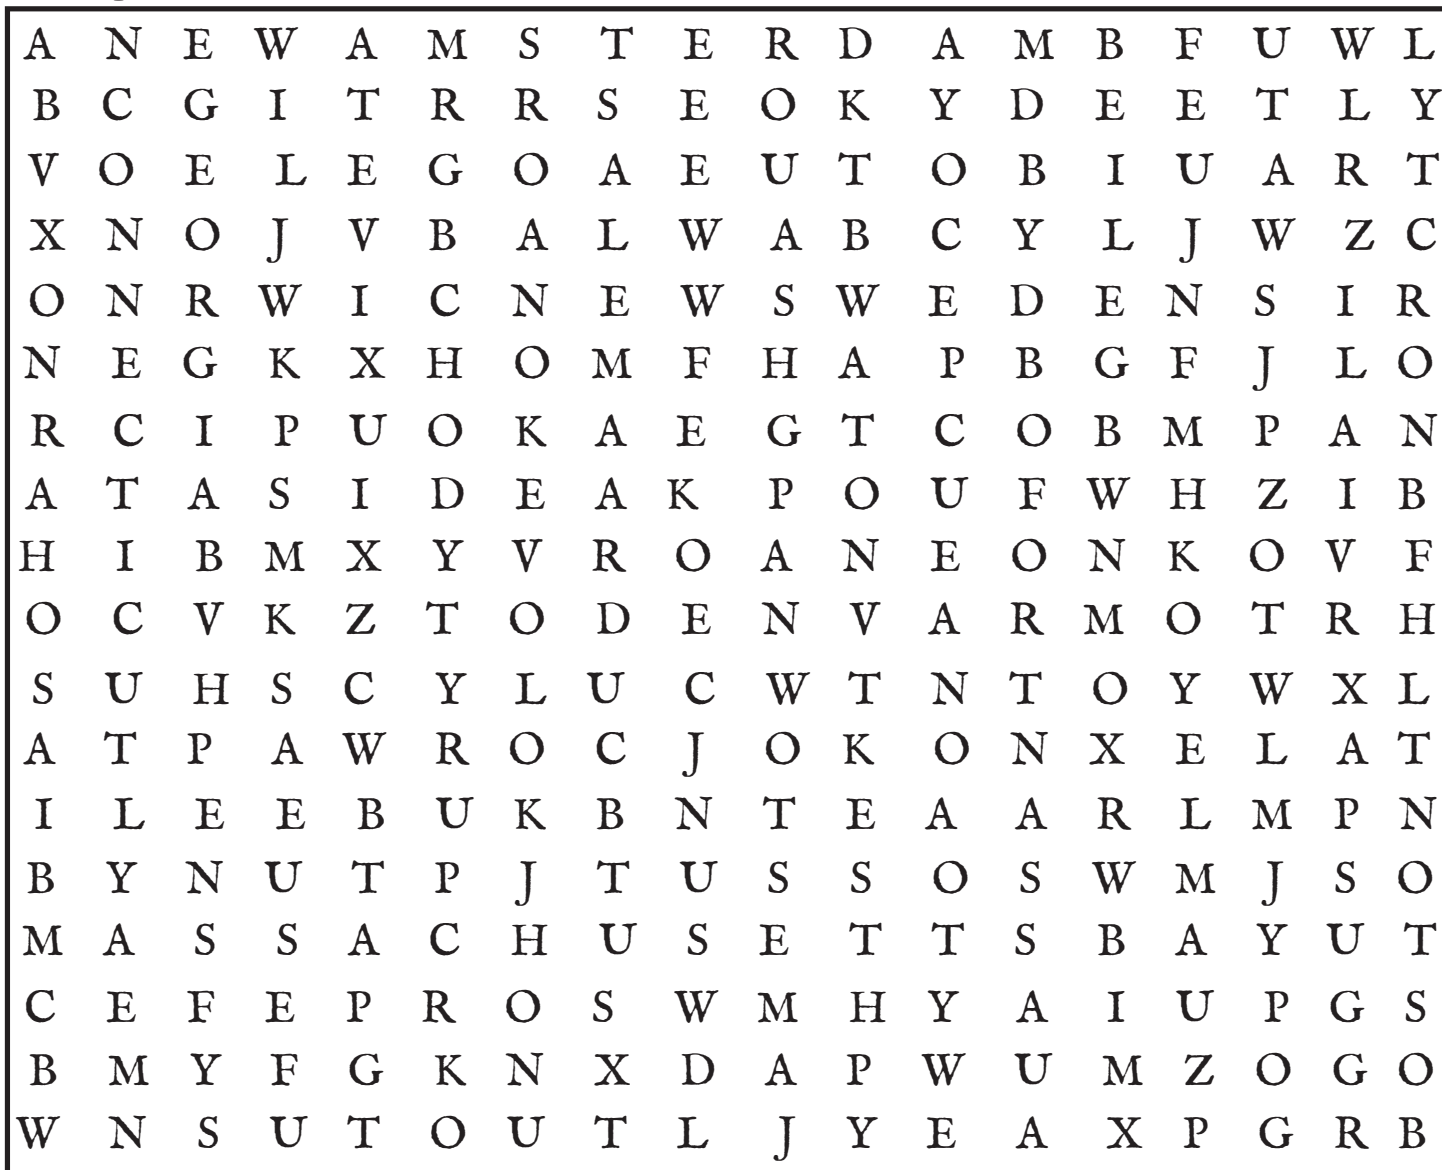 A N E W A M S T E R D A M B F U W L
B C G I T R R S E O K Y D E E T L Y
V O E L E G O A E U T O B I U A R T
X N O J V B A L W A B C Y L J W Z C
O N R W I C N E W S W E D E N S I R
N E G K X H O M F H A P B G F J L O
R C I P U O K A E G T C O B M P A N
A T A S I D E A K P O U F W H Z I B
H I B M X Y V R O A N E O N K O V F
O C V K Z T O D E N V A R M O T R H
S U H S C Y L U C W T N T O Y W X L
A T P A W R O C J O K O N X E L A T
I L E E B U K B N T E A A R L M P N
B Y N U T P J T U S S O S W M J S O
M A S S A C H U S E T T S B A Y U T
C E F E P R O S W M H Y A I U P G S
B M Y F G K N X D A P W U M Z O G O
W N S U T O U T L J Y E A X P G R B